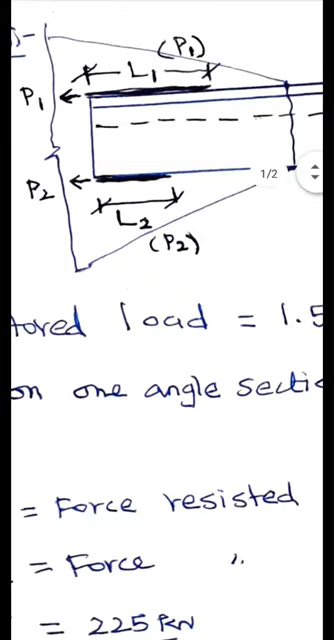 (P1)
L1
P1
P2
1/2
L2
(P2)
tored load = 1.5
on one angle sectio
= Force resisted
= Force "
= 225 KN